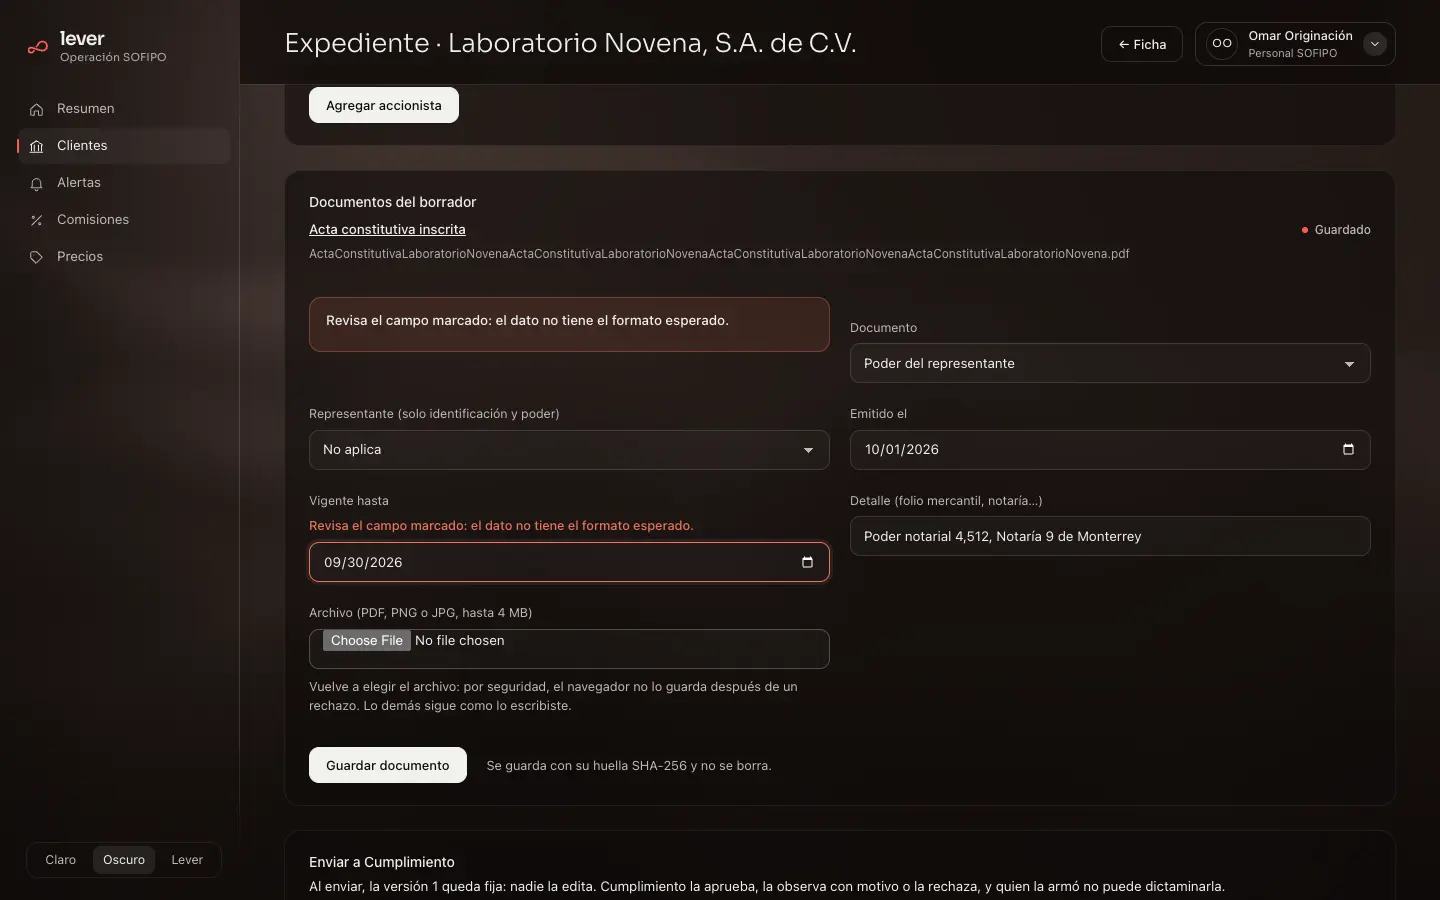 lever
Operación SOFIPO
Resumen
Clientes
Alertas
Comisiones
Precios
Claro
Oscuro
Lever
Expediente · Laboratorio Novena, S.A. de C.V.
← Ficha
OO
Omar Originación
Personal SOFIPO
Agregar accionista
Documentos del borrador
Acta constitutiva inscrita
Guardado
ActaConstitutivaLaboratorioNovenaActaConstitutivaLaboratorioNovenaActaConstitutivaLaboratorioNovenaActaConstitutivaLaboratorioNovena.pdf
Revisa el campo marcado: el dato no tiene el formato esperado.
Documento
Poder del representante
Representante (solo identificación y poder)
No aplica
Emitido el
10/01/2026
Vigente hasta
Revisa el campo marcado: el dato no tiene el formato esperado.
09/30/2026
Detalle (folio mercantil, notaría...)
Poder notarial 4,512, Notaría 9 de Monterrey
Archivo (PDF, PNG o JPG, hasta 4 MB)
Choose File No file chosen
Vuelve a elegir el archivo: por seguridad, el navegador no lo guarda después de un
rechazo. Lo demás sigue como lo escribiste.
Guardar documento
Se guarda con su huella SHA-256 y no se borra.
Enviar a Cumplimiento
Al enviar, la versión 1 queda fija: nadie la edita. Cumplimiento la aprueba, la observa con motivo o la rechaza, y quien la armó no puede dictaminarla.